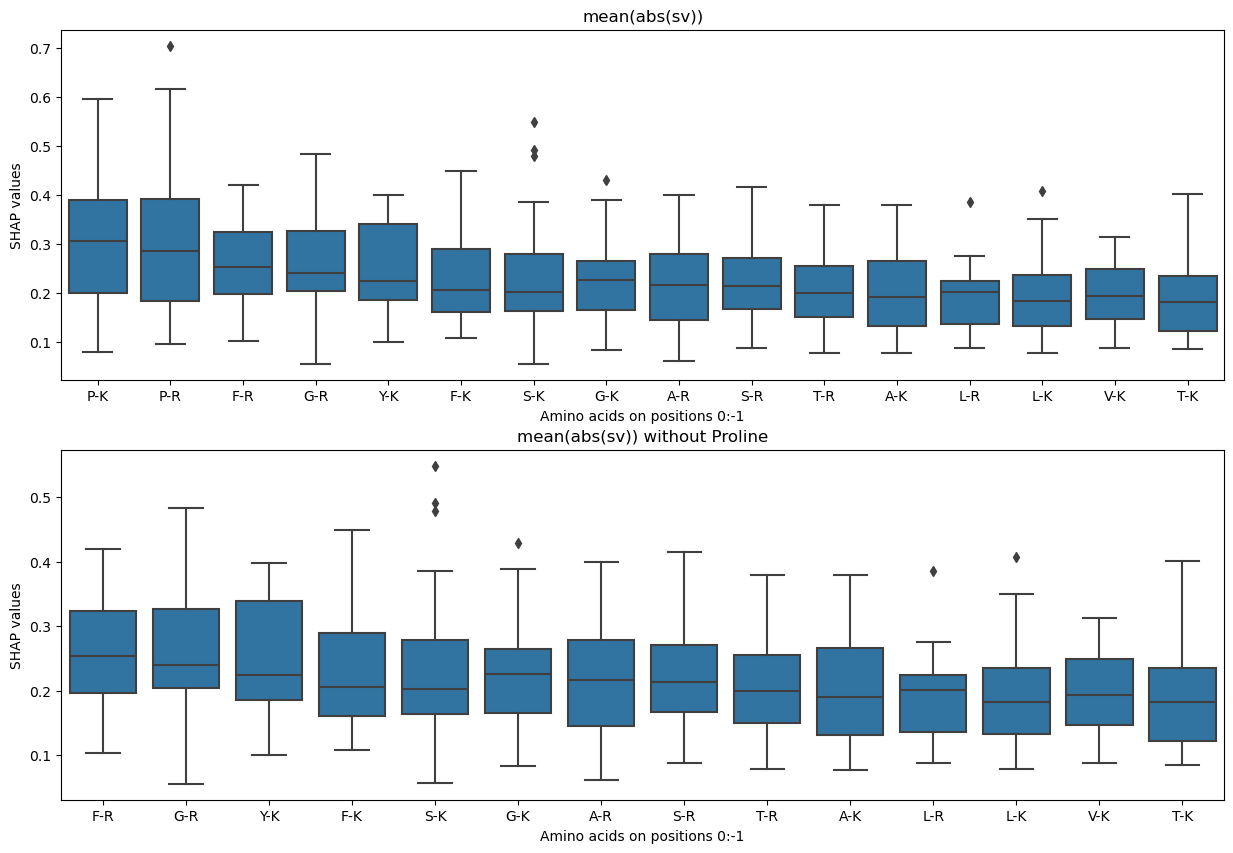 mean(abs(sv))
0.7
0.6
0.5
0.4
0.3
0.2
0.1
SHAP values
P-K P-R F-R G-R Y-K F-K S-K G-K A-R S-R T-R A-K L-R L-K V-K T-K
Amino acids on positions 0:-1
mean(abs(sv)) without Proline
0.5
0.4
0.3
0.2
0.1
SHAP values
F-R G-R Y-K F-K S-K G-K A-R S-R T-R A-K L-R L-K V-K T-K
Amino acids on positions 0:-1